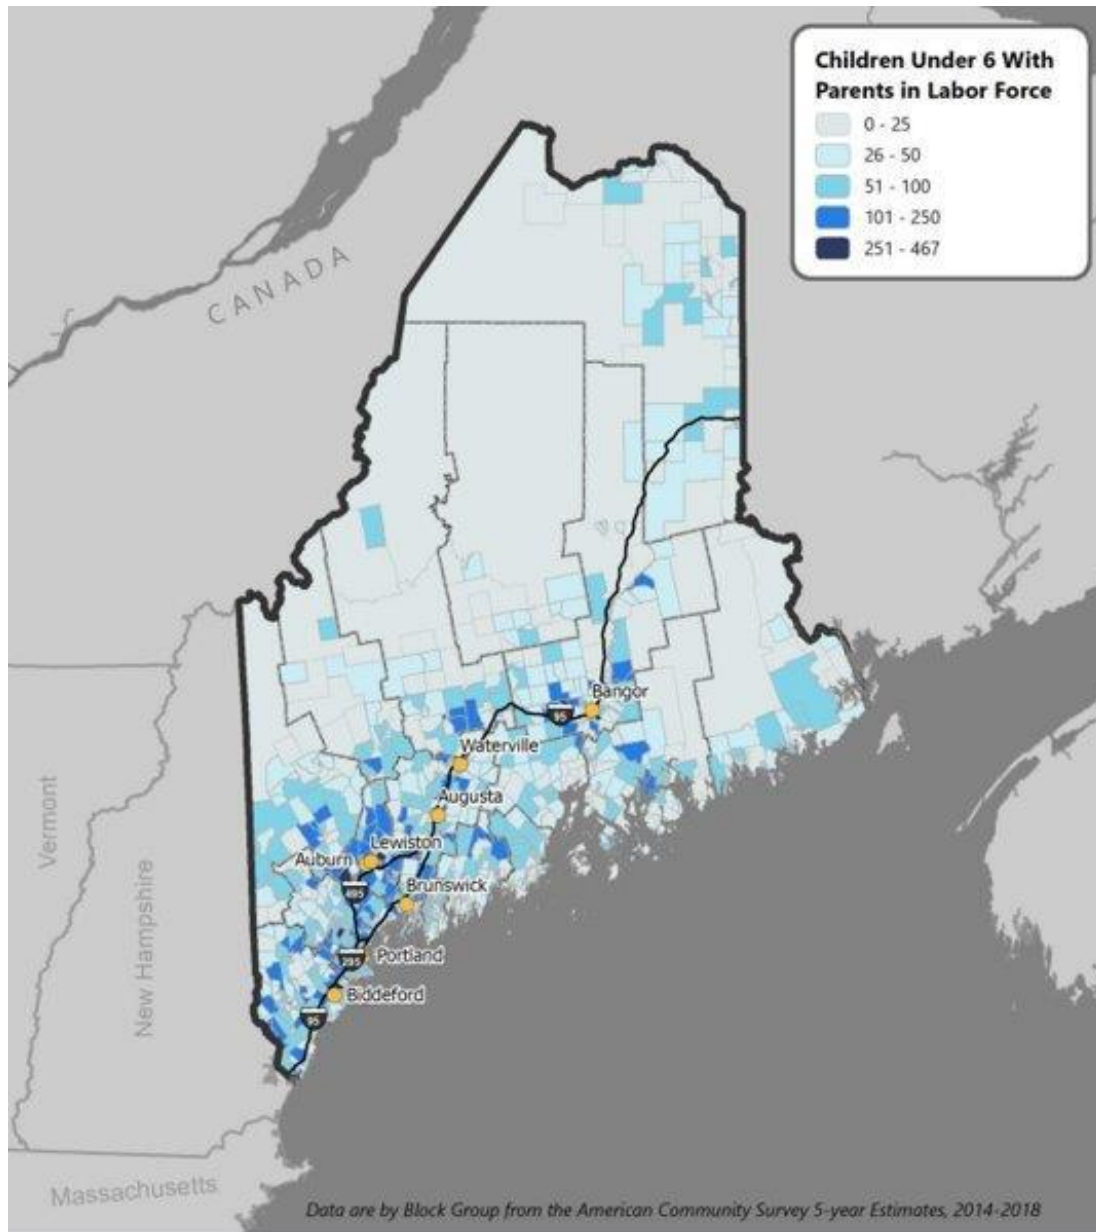 Children Under 6 With
Parents in Labor Force
0 - 25
26 - 50
51 - 100
101 - 250
251 - 467
CANADA
Bangor
95
Waterville
Augusta
Lewiston
Auburn
495
Brunswick
295
Portland
Biddeford
95
Vermont
New Hampshire
Massachusetts
Data are by Block Group from the American Community Survey 5-year Estimates, 2014-2018